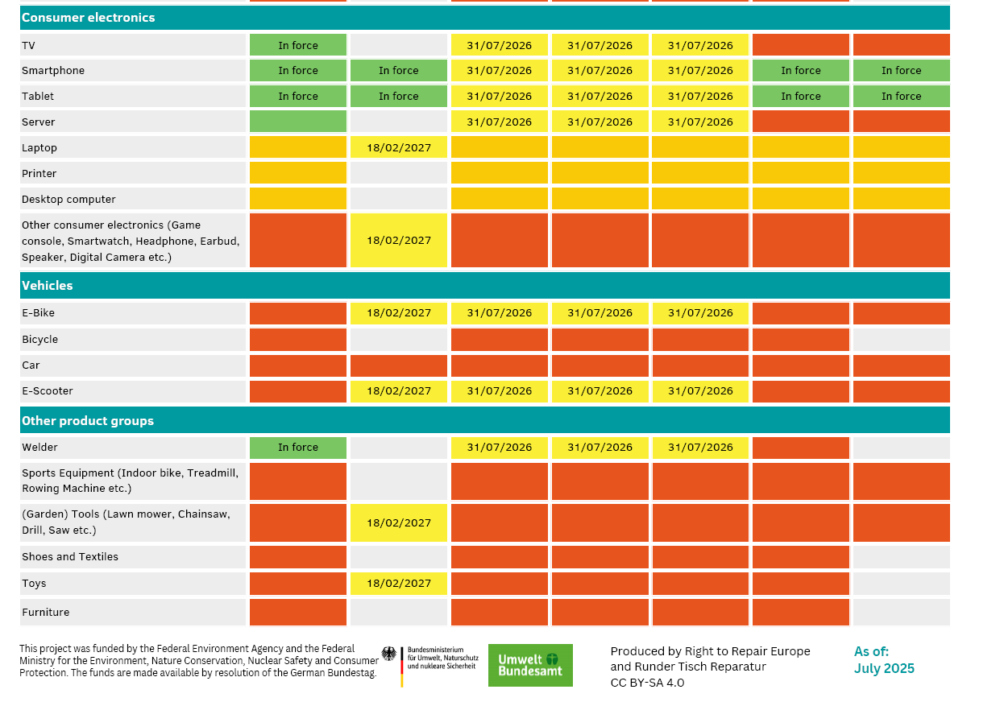 Consumer electronics
TV In force 31/07/2026 31/07/2026 31/07/2026
Smartphone In force In force 31/07/2026 31/07/2026 31/07/2026 In force In force
Tablet In force In force 31/07/2026 31/07/2026 31/07/2026 In force In force
Server 31/07/2026 31/07/2026 31/07/2026
Laptop 18/02/2027
Printer
Desktop computer
Other consumer electronics (Game
console, Smartwatch, Headphone, Earbud,
Speaker, Digital Camera etc.)
18/02/2027
Vehicles
E-Bike 18/02/2027 31/07/2026 31/07/2026 31/07/2026
Bicycle
Car
E-Scooter 18/02/2027 31/07/2026 31/07/2026 31/07/2026
Other product groups
Welder In force 31/07/2026 31/07/2026 31/07/2026
Sports Equipment (Indoor bike, Treadmill,
Rowing Machine etc.)
(Garden) Tools (Lawn mower, Chainsaw,
Drill, Saw etc.)
18/02/2027
Shoes and Textiles
Toys 18/02/2027
Furniture
This project was funded by the Federal Environment Agency and the Federal
Ministry for the Environment, Nature Conservation, Nuclear Safety and Consumer
Protection. The funds are made available by resolution of the German Bundestag.
Bundesministerium
für Umwelt, Naturschutz
und nukleare Sicherheit
Umwelt
Bundesamt
Produced by Right to Repair Europe
and Runder Tisch Reparatur
CC BY-SA 4.0
As of:
July 2025